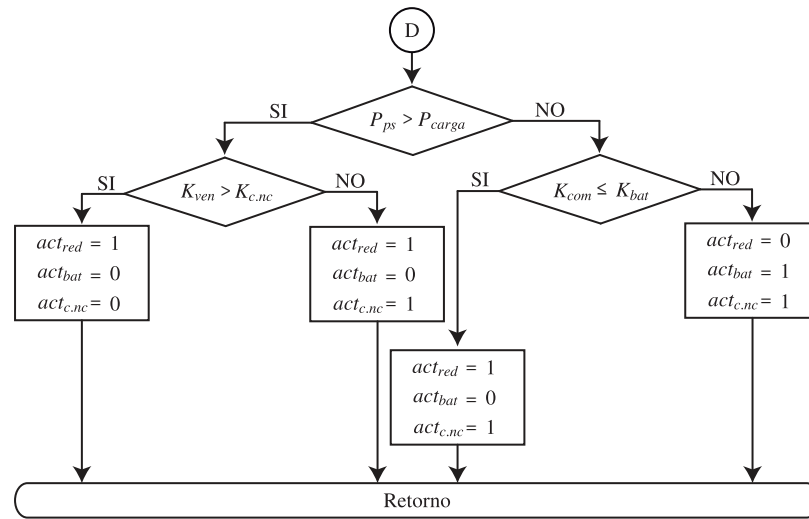 D
P_ps > P_carga
SI
NO
K_ven > K_c.nc
SI
NO
K_com ≤ K_bat
SI
NO
act_red = 1
act_bat = 0
act_c.nc = 0
act_red = 1
act_bat = 0
act_c.nc = 1
act_red = 1
act_bat = 0
act_c.nc = 1
act_red = 0
act_bat = 1
act_c.nc = 1
Retorno